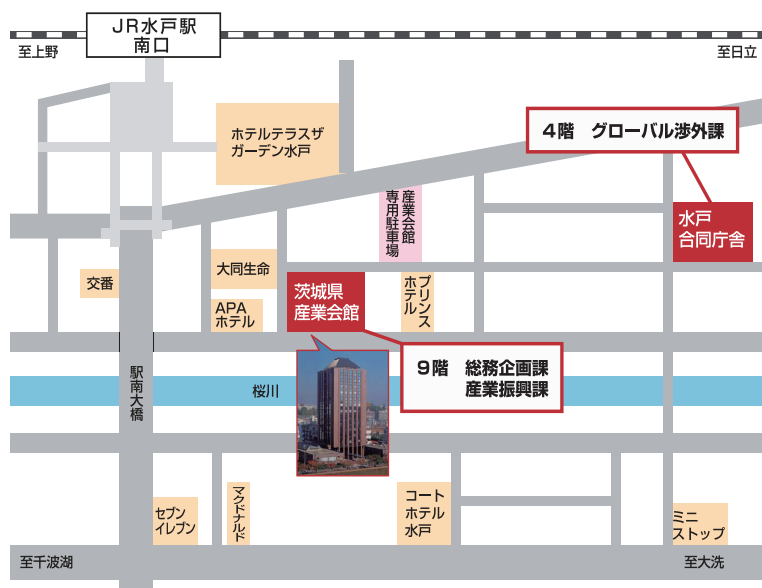 JR水戸駅
南口
至上野
至日立
ホテルテラスザ
ガーデン水戸
4階　グローバル渉外課
産業会館
専用駐車場
水戸
合同庁舎
交番
大同生命
APA
ホテル
茨城県
産業会館
プリンス
ホテル
9階　総務企画課
産業振興課
駅南大橋
桜川
セブン
イレブン
マクドナルド
コート
ホテル
水戸
ミニ
ストップ
至千波湖
至大洗